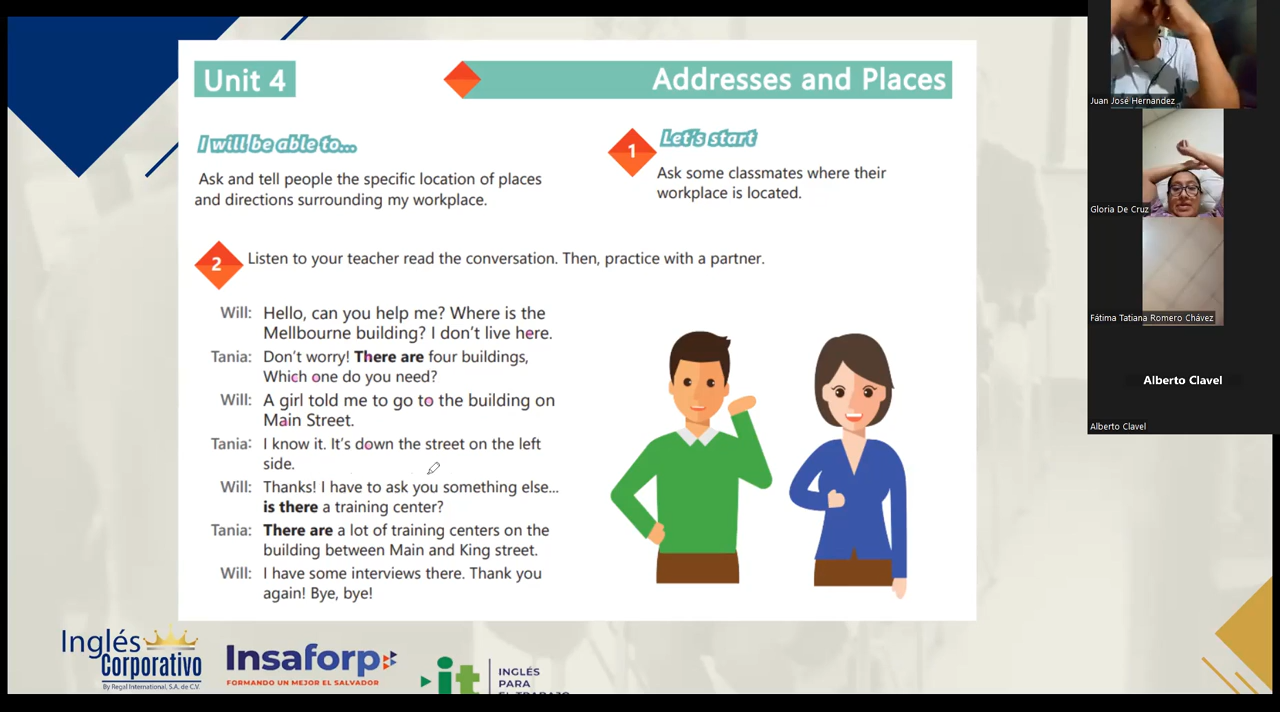 Unit 4
Addresses and Places
I will be able to...
Ask and tell people the specific location of places
and directions surrounding my workplace.
1
Let's start
Ask some classmates where their
workplace is located.
2
Listen to your teacher read the conversation. Then, practice with a partner.
Will: Hello, can you help me? Where is the
Mellbourne building? I don't live here.
Tania: Don't worry! There are four buildings,
Which one do you need?
Will: A girl told me to go to the building on
Main Street.
Tania: I know it. It's down the street on the left
side.
Will: Thanks! I have to ask you something else...
is there a training center?
Tania: There are a lot of training centers on the
building between Main and King street.
Will: I have some interviews there. Thank you
again! Bye, bye!
Inglés
Corporativo
By Regal International, S.A. de C.V.
Insaforp
FORMANDO UN MEJOR EL SALVADOR
it
INGLÉS
PARA
EL TRABAJO
Juan José Hernandez
Gloria De Cruz
Fátima Tatiana Romero Chávez
Alberto Clavel
Alberto Clavel